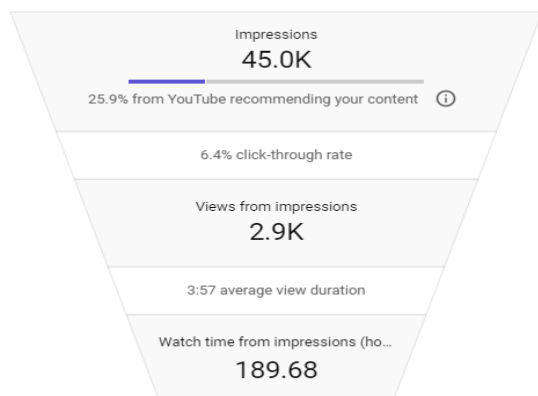 Impressions
45.0K
25.9% from YouTube recommending your content
6.4% click-through rate
Views from impressions
2.9K
3:57 average view duration
Watch time from impressions (ho...
189.68